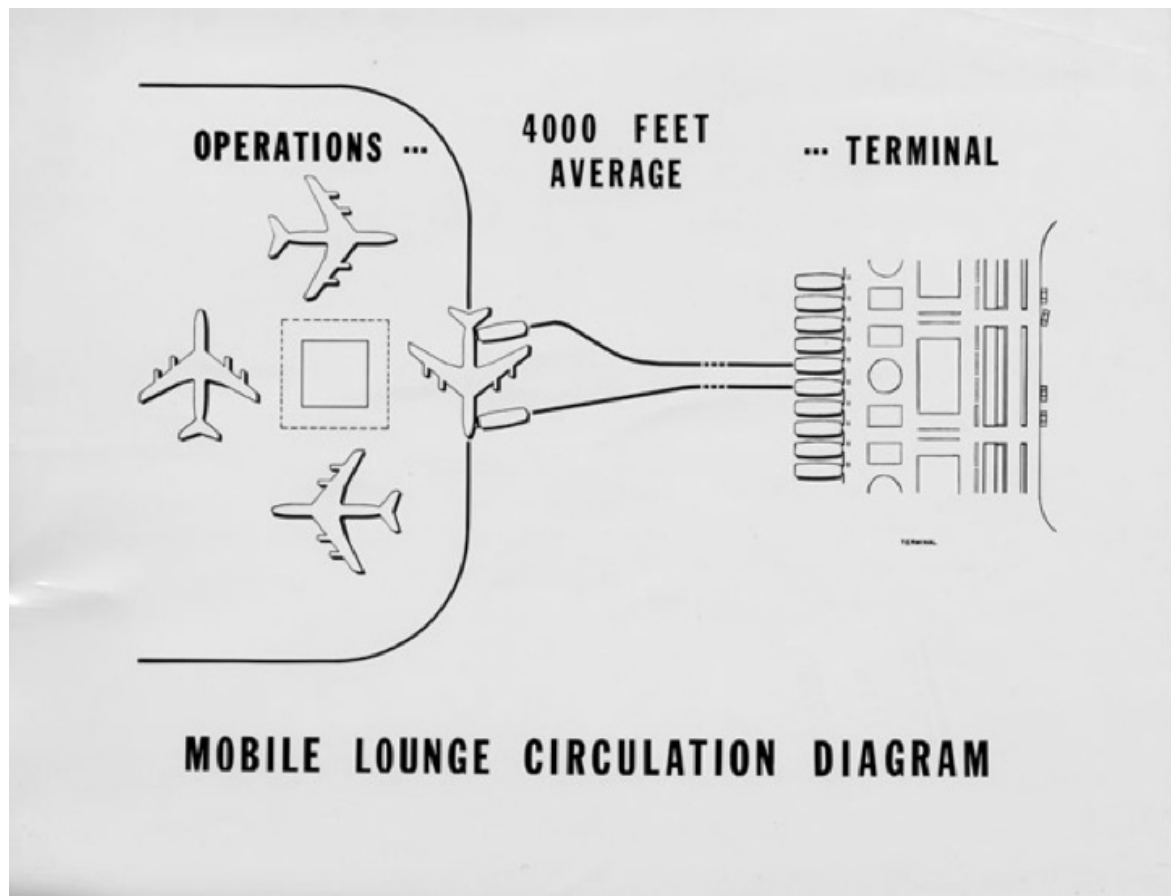 OPERATIONS ...
4000 FEET
AVERAGE
... TERMINAL
TERMINAL
MOBILE LOUNGE CIRCULATION DIAGRAM